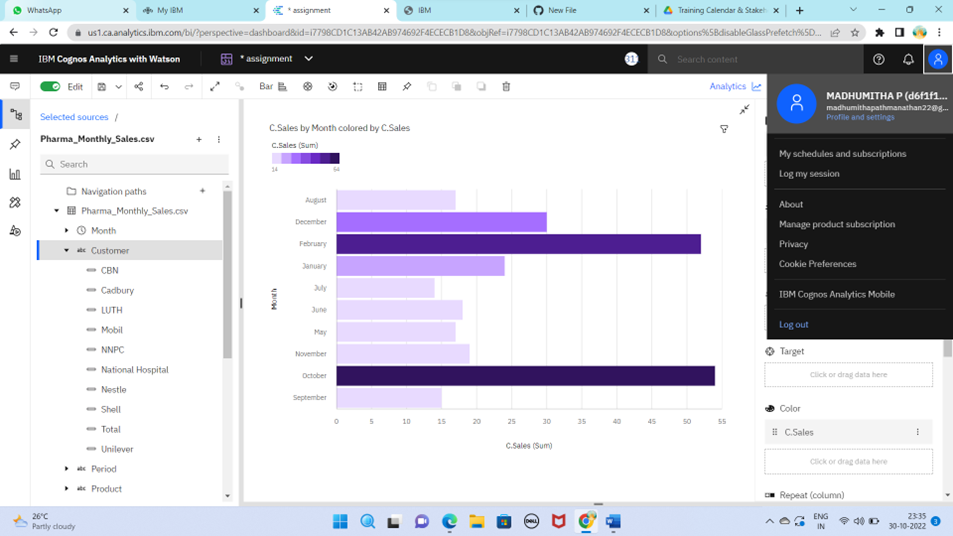 WhatsApp
My IBM
* assignment
IBM
New File
Training Calendar & Stakeh
us1.ca.analytics.ibm.com/bi/?perspective=dashboard&id=i7798CD1C13AB42AB974692F4ECECB1D8&objRef=i7798CD1C13AB42AB974692F4ECECB1D8&options%5BdisableGlassPrefetch%5D...
IBM Cognos Analytics with Watson
* assignment
Search content
Edit
Bar
Analytics
MADHUMITHA P (d6f1f1...
madhumithapathmanathan22@g...
Profile and settings
My schedules and subscriptions
Log my session
About
Manage product subscription
Privacy
Cookie Preferences
IBM Cognos Analytics Mobile
Log out
Selected sources /
Pharma_Monthly_Sales.csv
Search
Navigation paths
Pharma_Monthly_Sales.csv
Month
abc Customer
CBN
Cadbury
LUTH
Mobil
NNPC
National Hospital
Nestle
Shell
Total
Unilever
abc Period
abc Product
C.Sales by Month colored by C.Sales
C.Sales (Sum)
14
Month
August
December
February
January
July
June
May
November
October
September
0 5 10 15 20 25 30 35 40 45 50 55
C.Sales (Sum)
Target
Click or drag data here
Color
C.Sales
Click or drag data here
Repeat (column)
26°C
Partly cloudy
DELL
ENG
IN
23:35
30-10-2022
3